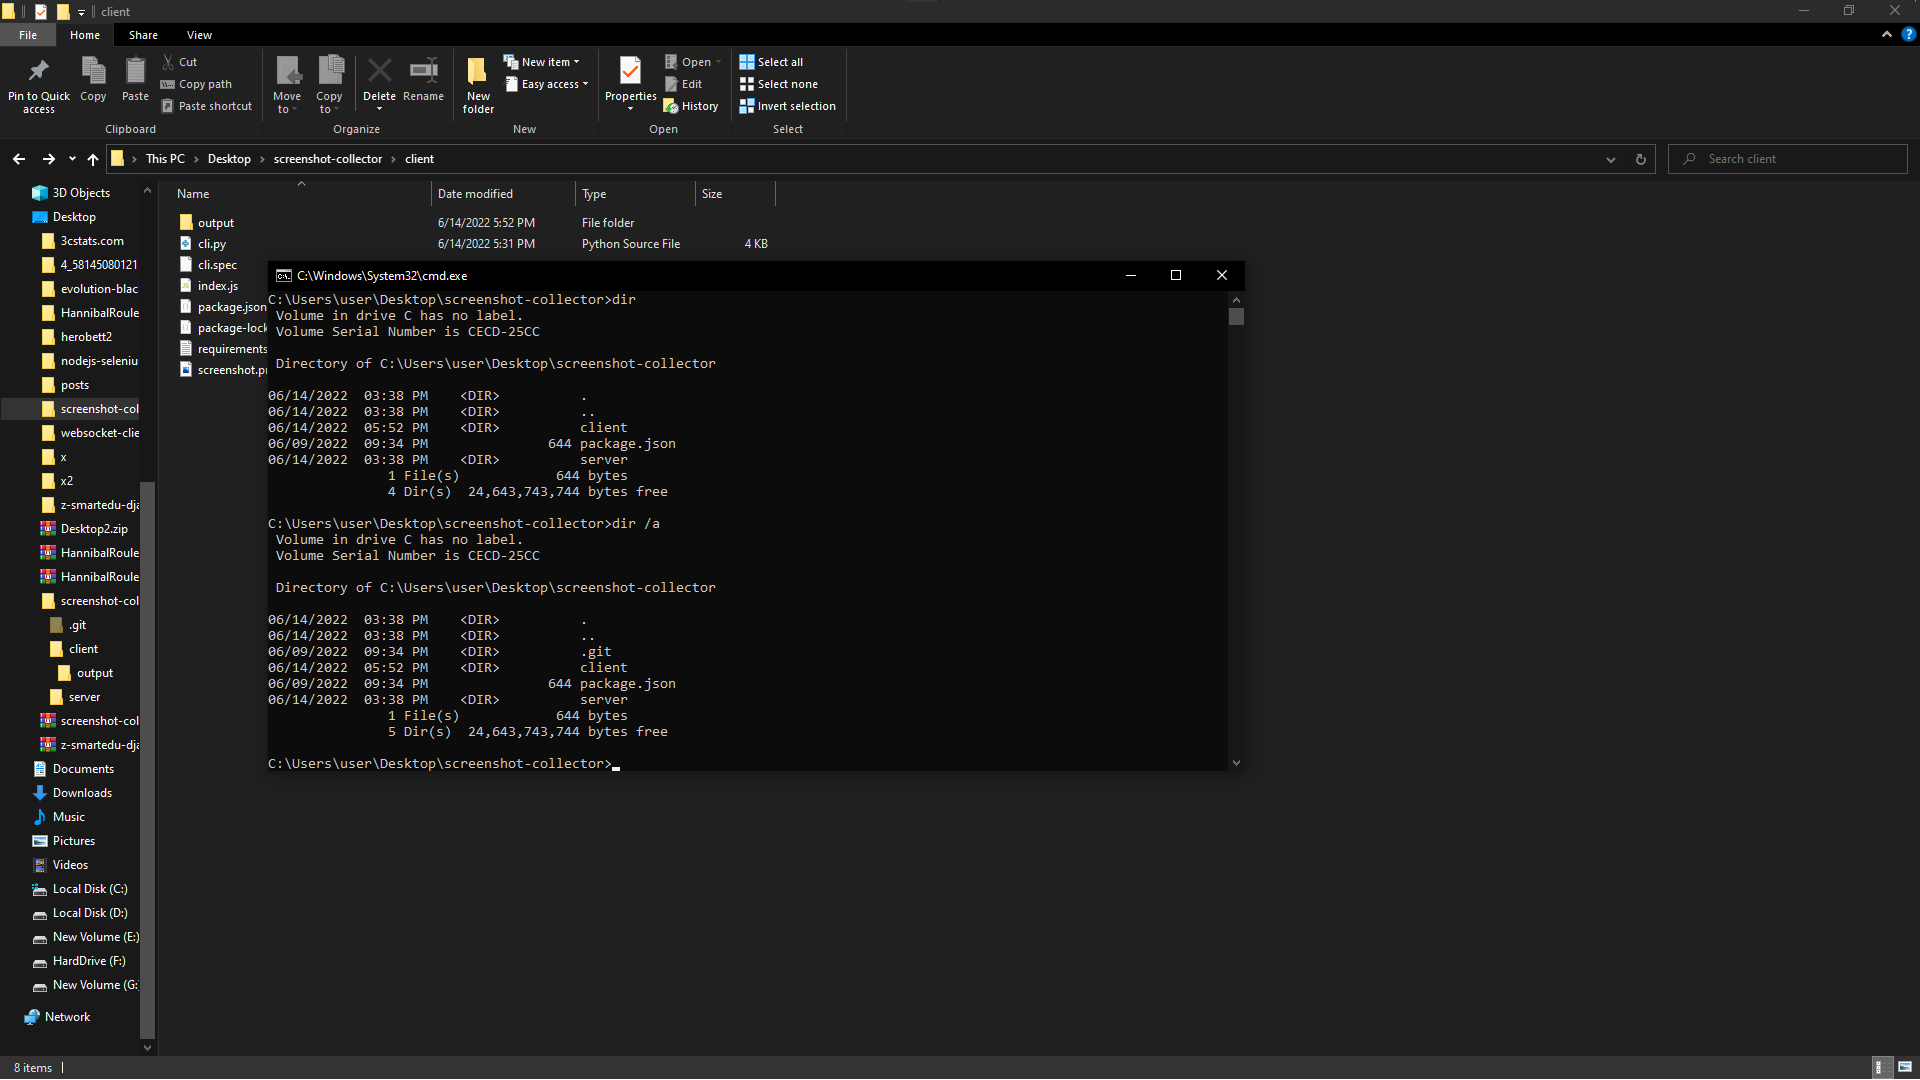 client
File Home Share View
Pin to Quick access
Copy
Paste
Cut
Copy path
Paste shortcut
Clipboard
Move to
Copy to
Delete
Rename
Organize
New folder
New item
Easy access
New
Properties
Open
Edit
History
Open
Select all
Select none
Invert selection
Select
This PC > Desktop > screenshot-collector > client
Search client
3D Objects
Desktop
3cstats.com
4_58145080121
evolution-blac
HannibalRoule
herobett2
nodejs-seleniu
posts
screenshot-col
websocket-clie
x
x2
z-smartedu-dja
Desktop2.zip
HannibalRoule
HannibalRoule
screenshot-col
.git
client
output
server
screenshot-col
z-smartedu-dja
Documents
Downloads
Music
Pictures
Videos
Local Disk (C:)
Local Disk (D:)
New Volume (E:)
HardDrive (F:)
New Volume (G:
Network
Name Date modified Type Size
output 6/14/2022 5:52 PM File folder
cli.py 6/14/2022 5:31 PM Python Source File 4 KB
cli.spec
index.js
package.json
package-lock
requirements
screenshot.pr
C:\Windows\System32\cmd.exe
C:\Users\user\Desktop\screenshot-collector>dir
Volume in drive C has no label.
Volume Serial Number is CECD-25CC
Directory of C:\Users\user\Desktop\screenshot-collector
06/14/2022 03:38 PM <DIR> .
06/14/2022 03:38 PM <DIR> ..
06/14/2022 05:52 PM <DIR> client
06/09/2022 09:34 PM 644 package.json
06/14/2022 03:38 PM <DIR> server
1 File(s) 644 bytes
4 Dir(s) 24,643,743,744 bytes free
C:\Users\user\Desktop\screenshot-collector>dir /a
Volume in drive C has no label.
Volume Serial Number is CECD-25CC
Directory of C:\Users\user\Desktop\screenshot-collector
06/14/2022 03:38 PM <DIR> .
06/14/2022 03:38 PM <DIR> ..
06/09/2022 09:34 PM <DIR> .git
06/14/2022 05:52 PM <DIR> client
06/09/2022 09:34 PM 644 package.json
06/14/2022 03:38 PM <DIR> server
1 File(s) 644 bytes
5 Dir(s) 24,643,743,744 bytes free
C:\Users\user\Desktop\screenshot-collector>
8 items